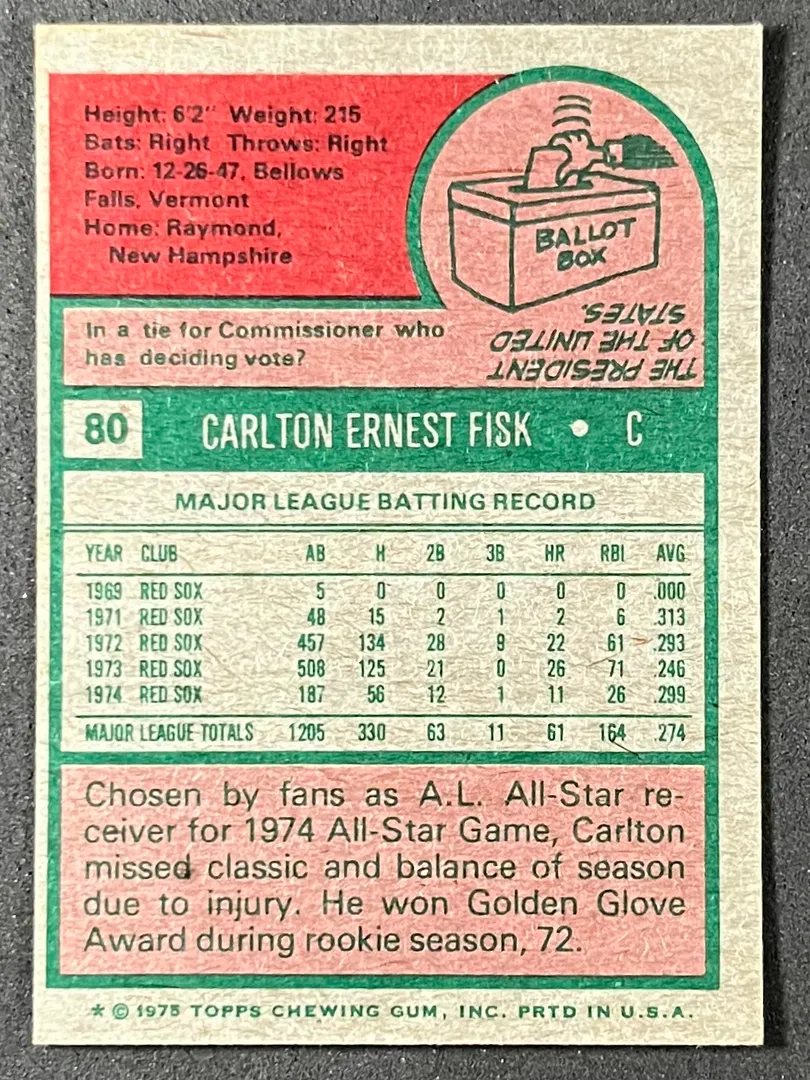 Height: 6'2" Weight: 215
Bats: Right Throws: Right
Born: 12-26-47, Bellows
Falls, Vermont
Home: Raymond,
New Hampshire
BALLOT
BOX
In a tie for Commissioner who
has deciding vote?
THE PRESIDENT
OF THE UNITED
STATES.
80 CARLTON ERNEST FISK • C
MAJOR LEAGUE BATTING RECORD
YEAR CLUB AB H 2B 3B HR RBI AVG
1969 RED SOX 5 0 0 0 0 0 .000
1971 RED SOX 48 15 2 1 2 6 .313
1972 RED SOX 457 134 28 9 22 61 .293
1973 RED SOX 508 125 21 0 26 71 .246
1974 RED SOX 187 56 12 1 11 26 .299
MAJOR LEAGUE TOTALS 1205 330 63 11 61 164 .274
Chosen by fans as A.L. All-Star re-
ceiver for 1974 All-Star Game, Carlton
missed classic and balance of season
due to injury. He won Golden Glove
Award during rookie season, 72.
* © 1975 TOPPS CHEWING GUM, INC. PRTD IN U.S.A.